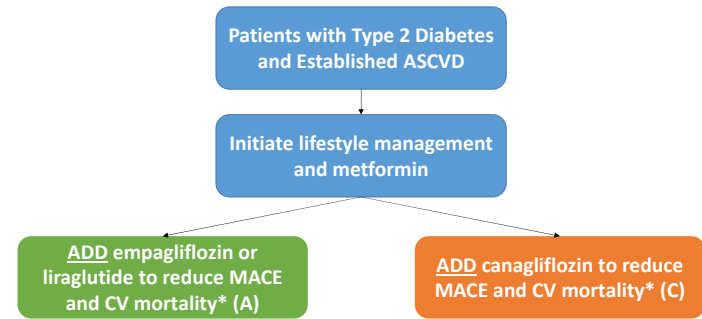 Patients with Type 2 Diabetes
and Established ASCVD
Initiate lifestyle management
and metformin
ADD empagliflozin or
liraglutide to reduce MACE
and CV mortality* (A)
ADD canagliflozin to reduce
MACE and CV mortality* (C)